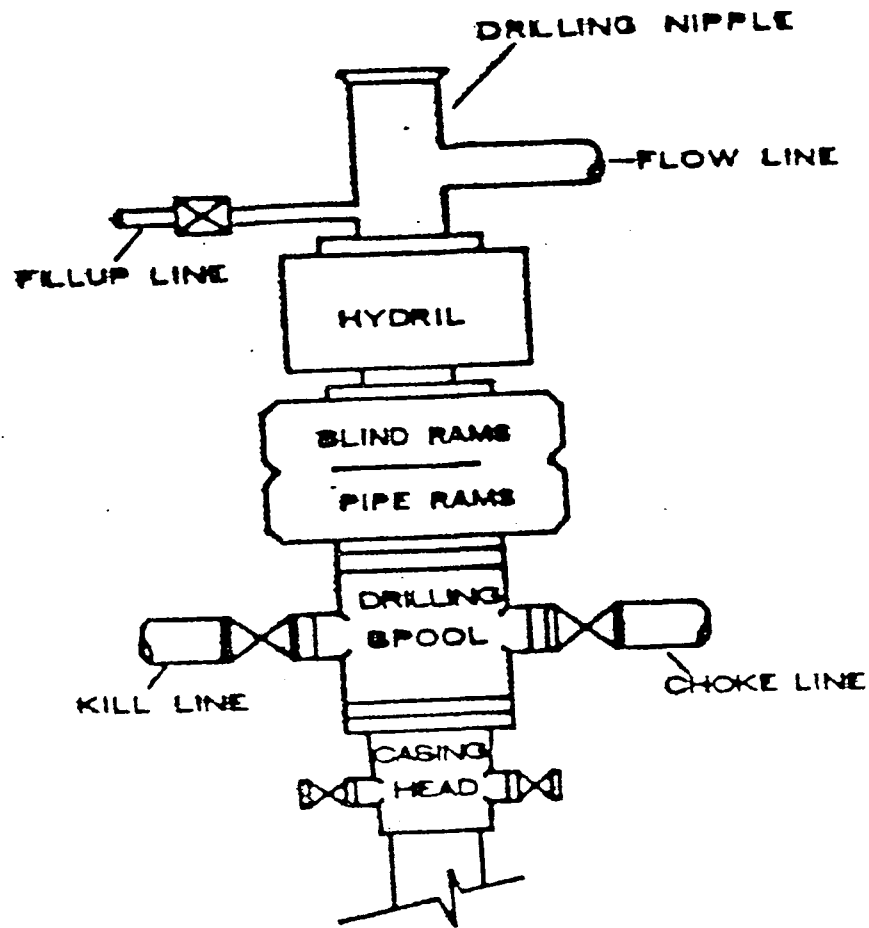 DRILLING NIPPLE
FLOW LINE
FILLUP LINE
HYDRIL
BLIND RAMS
PIPE RAMS
DRILLING
SPOOL
KILL LINE
CHOKE LINE
CASING
HEAD